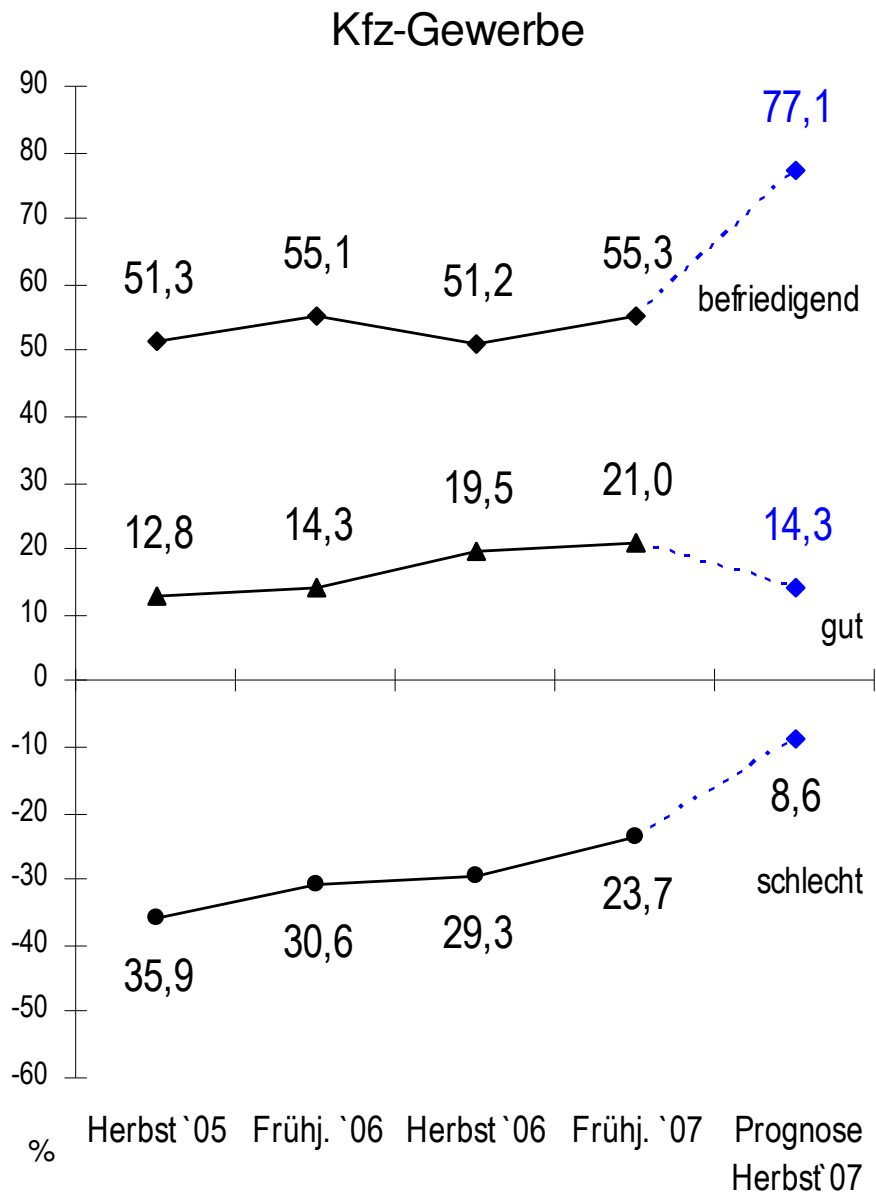 Kfz-Gewerbe
90
80
70
60
50
40
30
20
10
0
-10
-20
-30
-40
-50
-60
%
77,1
51,3 55,1 51,2 55,3
befriedigend
12,8 14,3 19,5 21,0 14,3
gut
8,6
schlecht
35,9 30,6 29,3 23,7
Herbst`05 Frühj. `06 Herbst`06 Frühj. `07 Prognose
Herbst`07